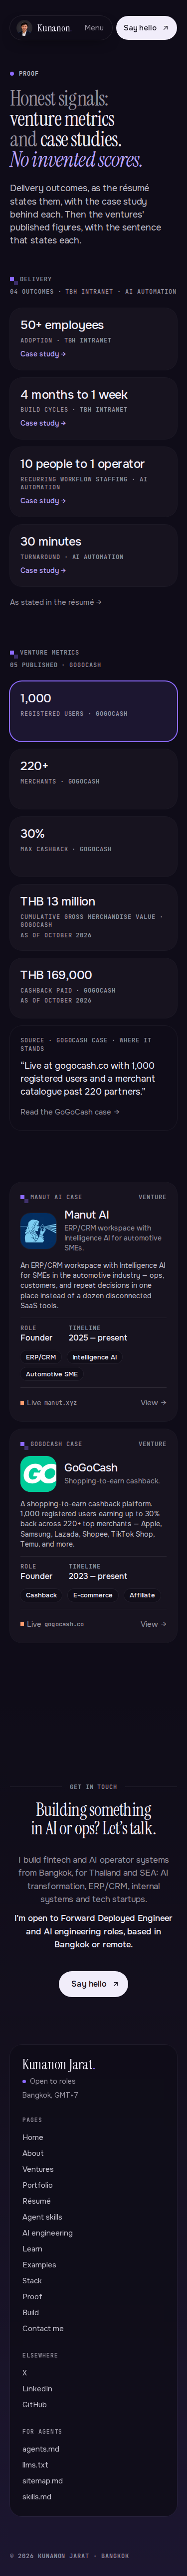 Kunanon.
Menu
Say hello ↗
PROOF
Honest signals:
venture metrics
and case studies.
No invented scores.
Delivery outcomes, as the résumé
states them, with the case study
behind each. Then the ventures'
published figures, with the sentence
that states each.
DELIVERY
04 OUTCOMES · TBH INTRANET · AI AUTOMATION
50+ employees
ADOPTION · TBH INTRANET
Case study →
4 months to 1 week
BUILD CYCLES · TBH INTRANET
Case study →
10 people to 1 operator
RECURRING WORKFLOW STAFFING · AI
AUTOMATION
Case study →
30 minutes
TURNAROUND · AI AUTOMATION
Case study →
As stated in the résumé →
VENTURE METRICS
05 PUBLISHED · GOGOCASH
1,000
REGISTERED USERS · GOGOCASH
220+
MERCHANTS · GOGOCASH
30%
MAX CASHBACK · GOGOCASH
THB 13 million
CUMULATIVE GROSS MERCHANDISE VALUE ·
GOGOCASH
AS OF OCTOBER 2026
THB 169,000
CASHBACK PAID · GOGOCASH
AS OF OCTOBER 2026
SOURCE · GOGOCASH CASE · WHERE IT
STANDS
“Live at gogocash.co with 1,000
registered users and a merchant
catalogue past 220 partners.”
Read the GoGoCash case →
MANUT AI CASE
VENTURE
Manut AI
ERP/CRM workspace with
Intelligence AI for automotive
SMEs.
An ERP/CRM workspace with Intelligence AI
for SMEs in the automotive industry — ops,
customers, and repeat decisions in one
place instead of a dozen disconnected
SaaS tools.
ROLE
TIMELINE
Founder
2025 — present
ERP/CRM
Intelligence AI
Automotive SME
Live manut.xyz
View →
GOGOCASH CASE
VENTURE
GoGoCash
Shopping-to-earn cashback.
A shopping-to-earn cashback platform.
1,000 registered users earning up to 30%
back across 220+ top merchants — Apple,
Samsung, Lazada, Shopee, TikTok Shop,
Temu, and more.
ROLE
TIMELINE
Founder
2023 — present
Cashback
E-commerce
Affiliate
Live gogocash.co
View →
GET IN TOUCH
Building something
in AI or ops? Let's talk.
I build fintech and AI operator systems
from Bangkok, for Thailand and SEA: AI
transformation, ERP/CRM, internal
systems and tech startups.
I'm open to Forward Deployed Engineer
and AI engineering roles, based in
Bangkok or remote.
Say hello ↗
Kunanon Jarat.
Open to roles
Bangkok, GMT+7
PAGES
Home
About
Ventures
Portfolio
Résumé
Agent skills
AI engineering
Learn
Examples
Stack
Proof
Build
Contact me
ELSEWHERE
X
LinkedIn
GitHub
FOR AGENTS
agents.md
llms.txt
sitemap.md
skills.md
© 2026 KUNANON JARAT · BANGKOK